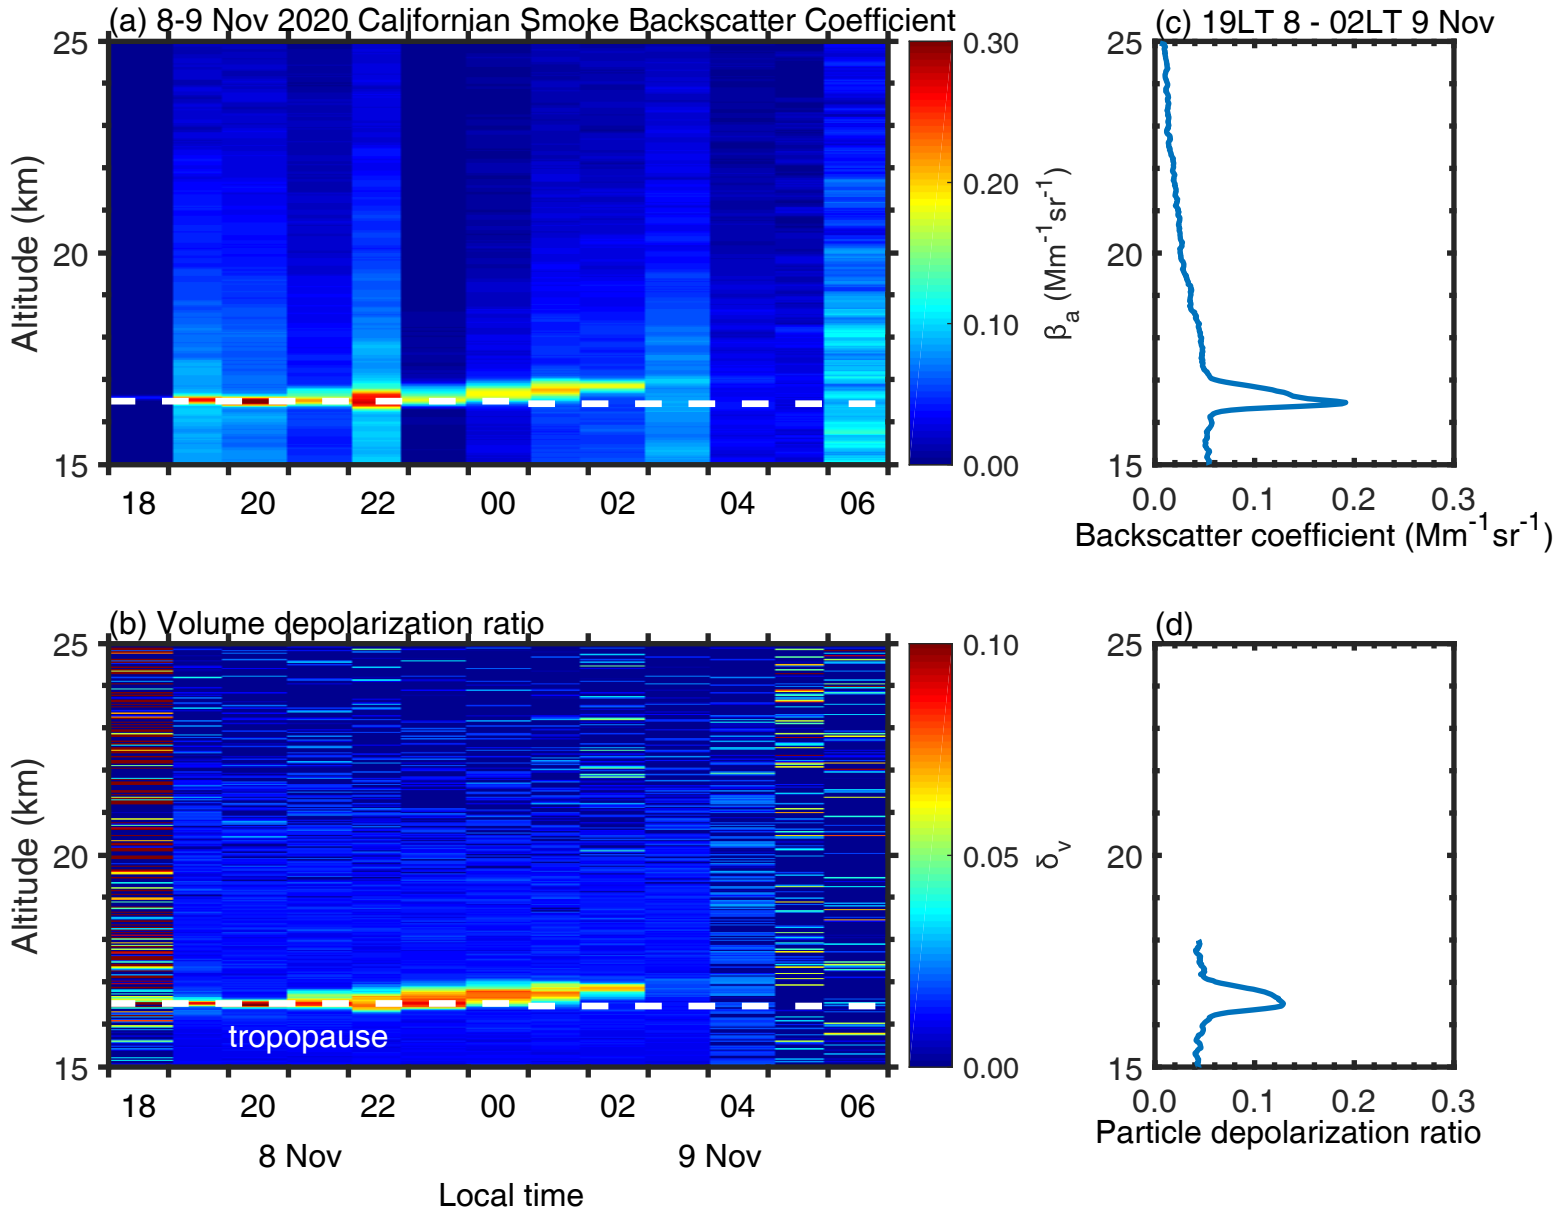 (a) 8-9 Nov 2020 Californian Smoke Backscatter Coefficient
25
20
15
Altitude (km)
18 20 22 00 02 04 06
0.30
0.20
0.10
0.00
βa (Mm-1sr-1)
(c) 19LT 8 - 02LT 9 Nov
25
20
15
0.0 0.1 0.2 0.3
Backscatter coefficient (Mm-1sr-1)
(b) Volume depolarization ratio
25
20
15
Altitude (km)
tropopause
18 20 22 00 02 04 06
8 Nov 9 Nov
Local time
0.10
0.05
0.00
δv
(d)
25
20
15
0.0 0.1 0.2 0.3
Particle depolarization ratio